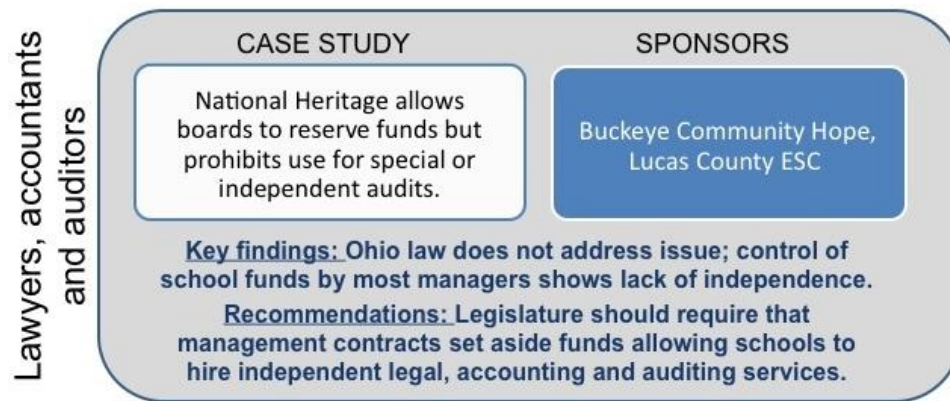 Lawyers, accountants
and auditors
CASE STUDY
National Heritage allows
boards to reserve funds but
prohibits use for special or
independent audits.
SPONSORS
Buckeye Community Hope,
Lucas County ESC
Key findings: Ohio law does not address issue; control of
school funds by most managers shows lack of independence.
Recommendations: Legislature should require that
management contracts set aside funds allowing schools to
hire independent legal, accounting and auditing services.